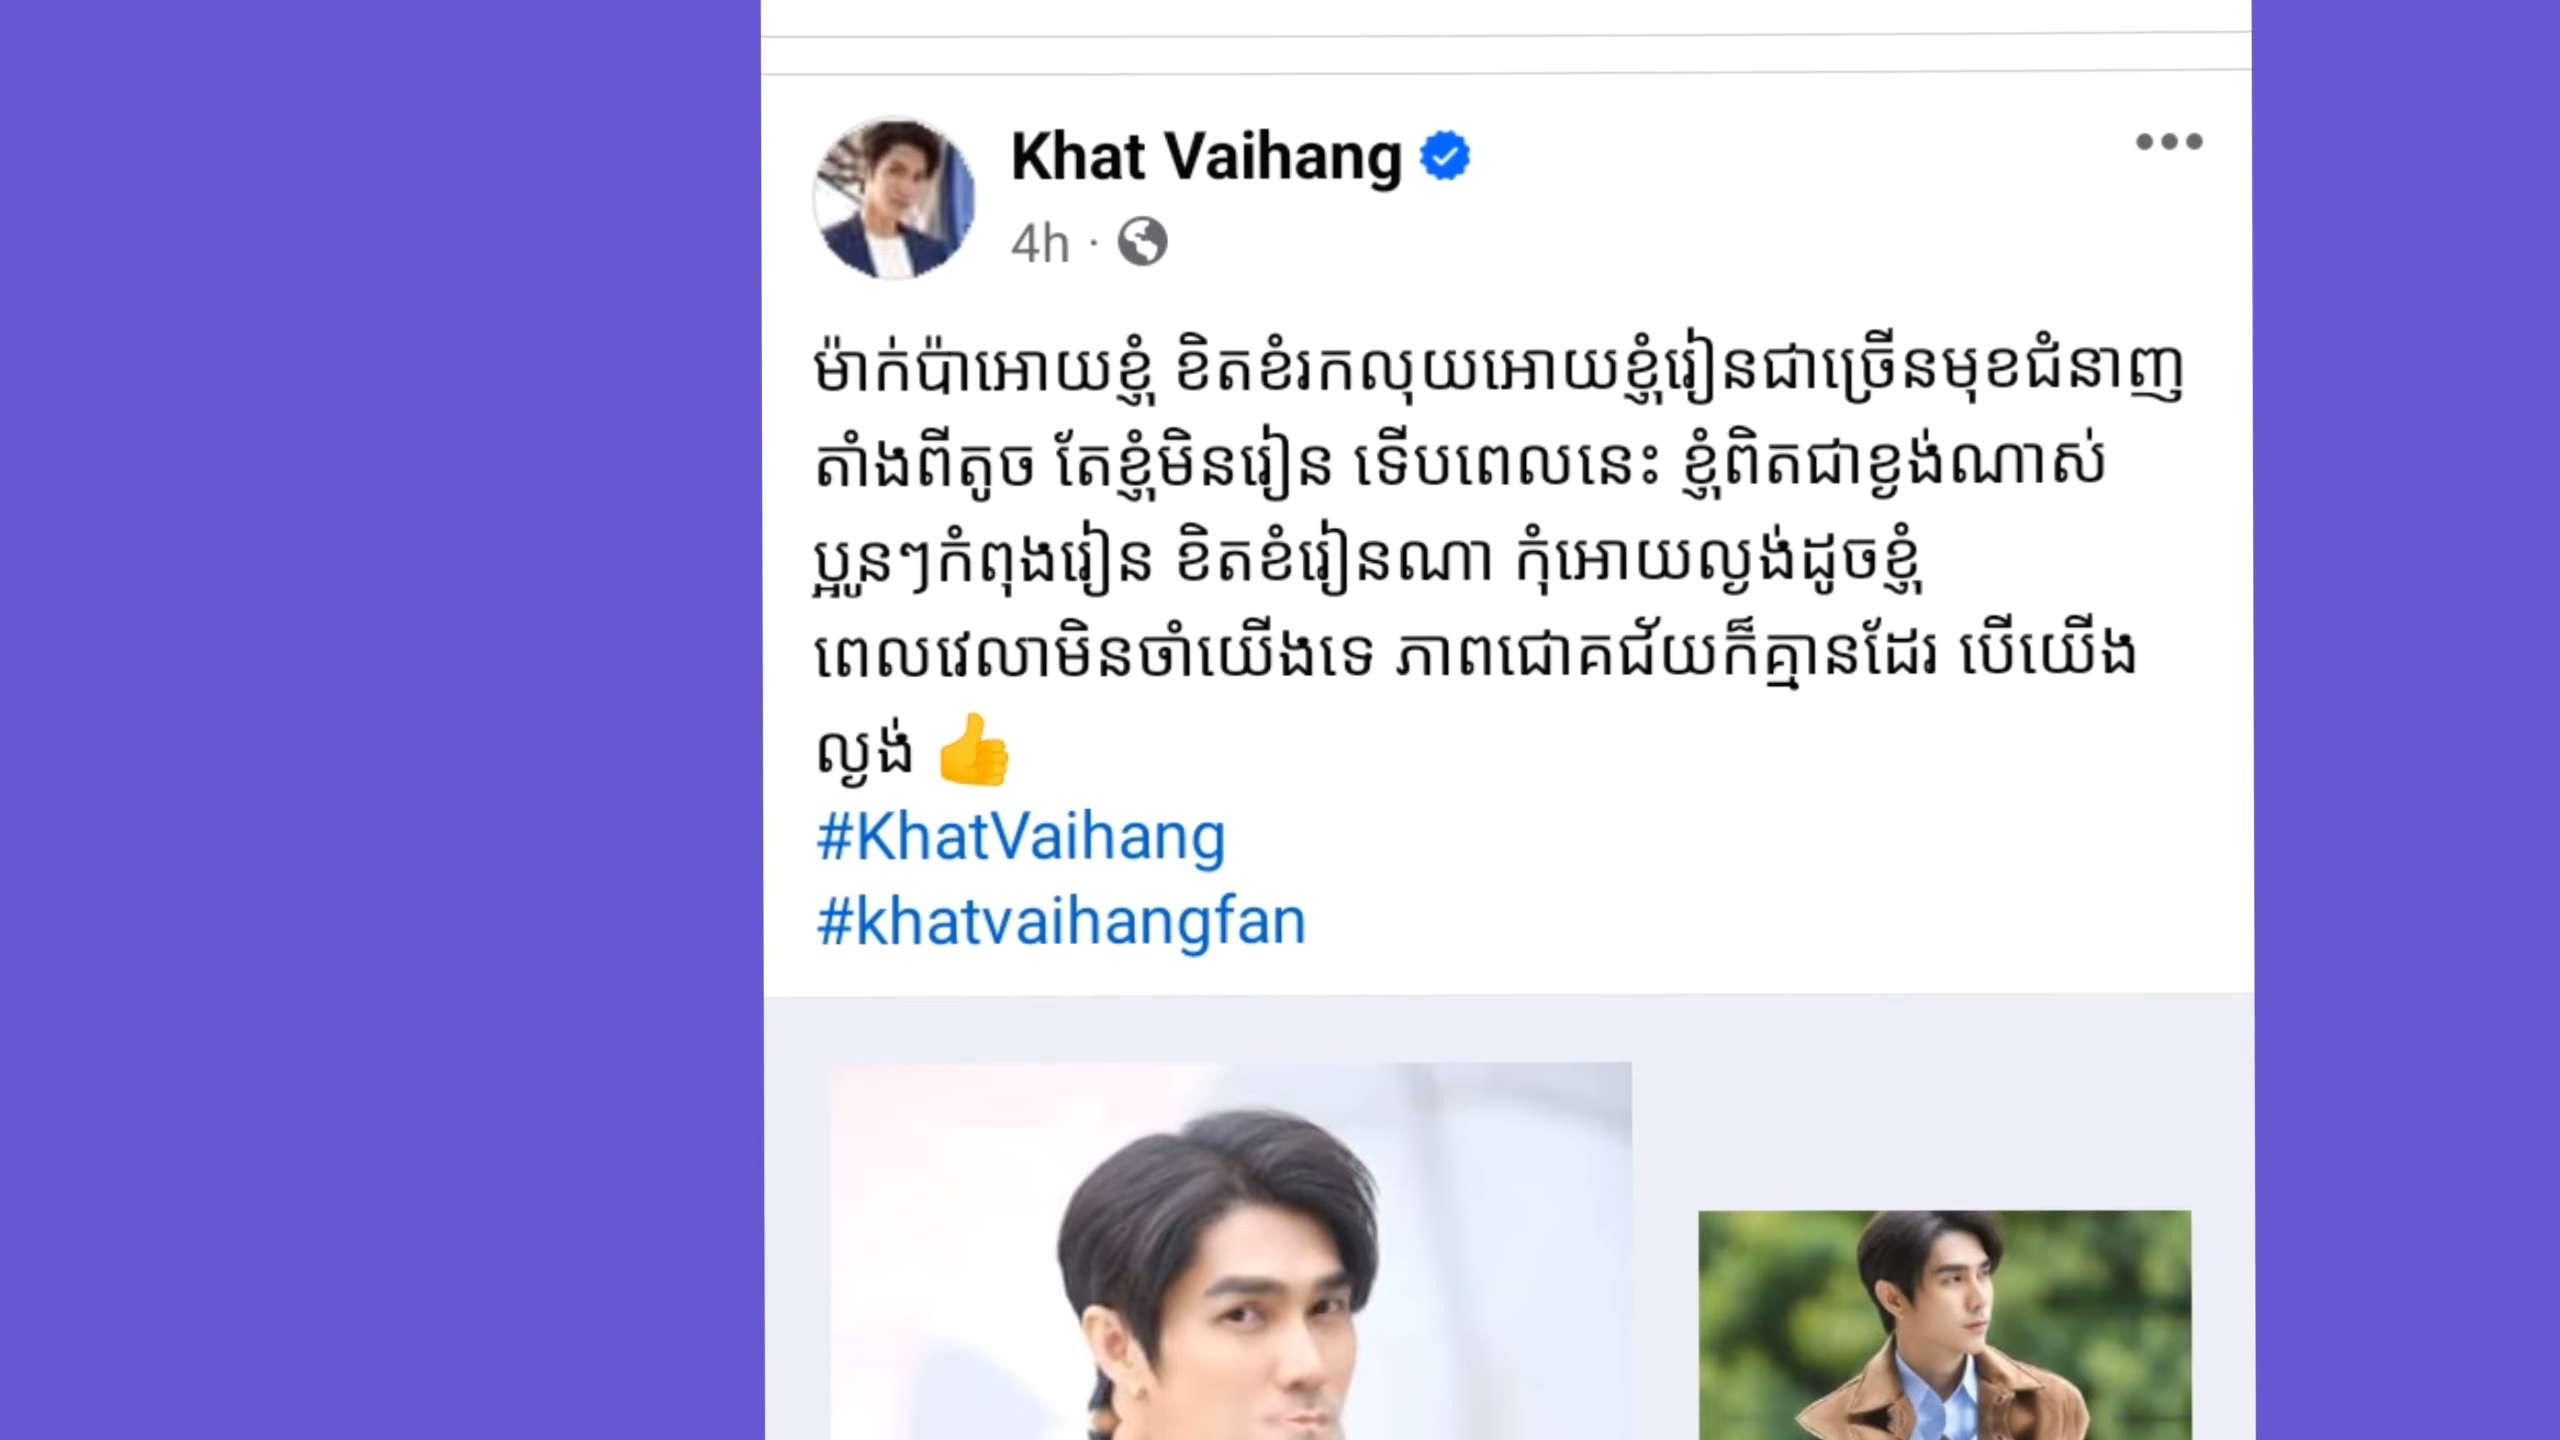 Khat Vaihang
4h ·
ម៉ាក់ប៉ាអោយខ្ញុំ ខិតខំរកលុយអោយខ្ញុំរៀនជាច្រើនមុខជំនាញ
តាំងពីតូច តែខ្ញុំមិនរៀន ទើបពេលនេះ ខ្ញុំពិតជាខ្ងង់ណាស់
ប្អូនៗកំពុងរៀន ខិតខំរៀនណា កុំអោយល្ងង់ដូចខ្ញុំ
ពេលវេលាមិនចាំយើងទេ ភាពជោគជ័យក៏គ្មានដែរ បើយើង
ល្ងង់ 👍
#KhatVaihang
#khatvaihangfan